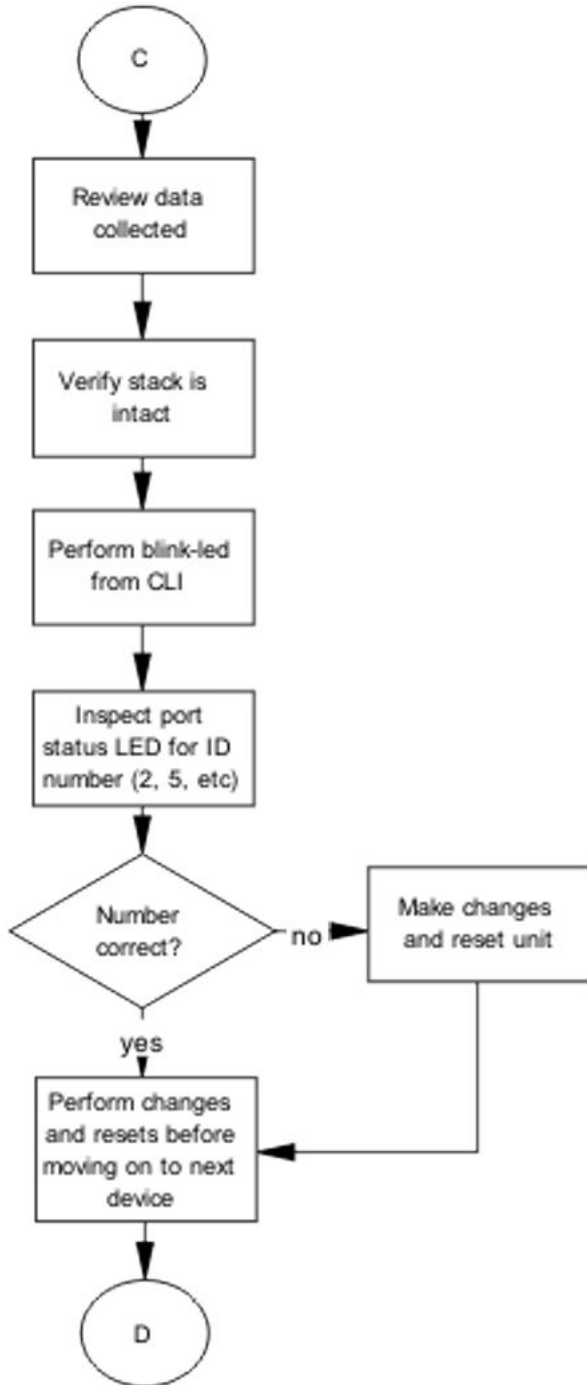 C
Review data
collected
Verify stack is
intact
Perform blink-led
from CLI
Inspect port
status LED for ID
number (2, 5, etc)
Number
correct?
no
Make changes
and reset unit
yes
Perform changes
and resets before
moving on to next
device
D